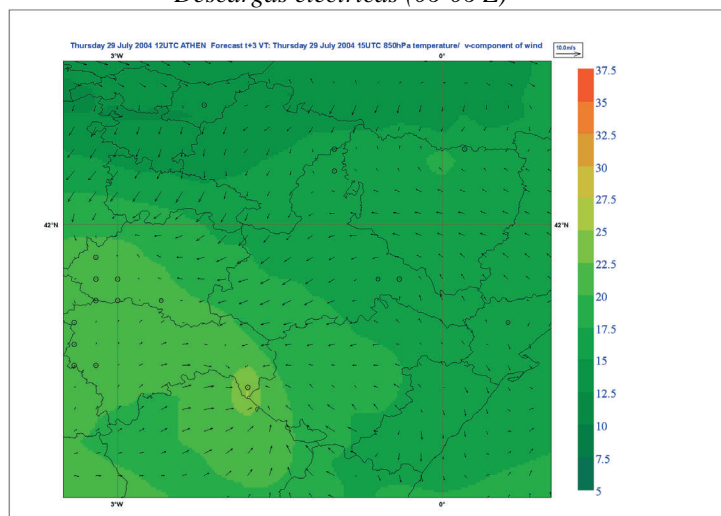 Descargas eléctricas (03-08 Z)
Thursday 29 July 2004 12UTC ATHEN Forecast t+3 VT: Thursday 29 July 2004 15UTC 850hPa temperature/ v-component of wind
10.0m/s
3°W 0°
42°N 42°N
3°W 0°
37.5
35
32.5
30
27.5
25
22.5
20
17.5
15
12.5
10
7.5
5